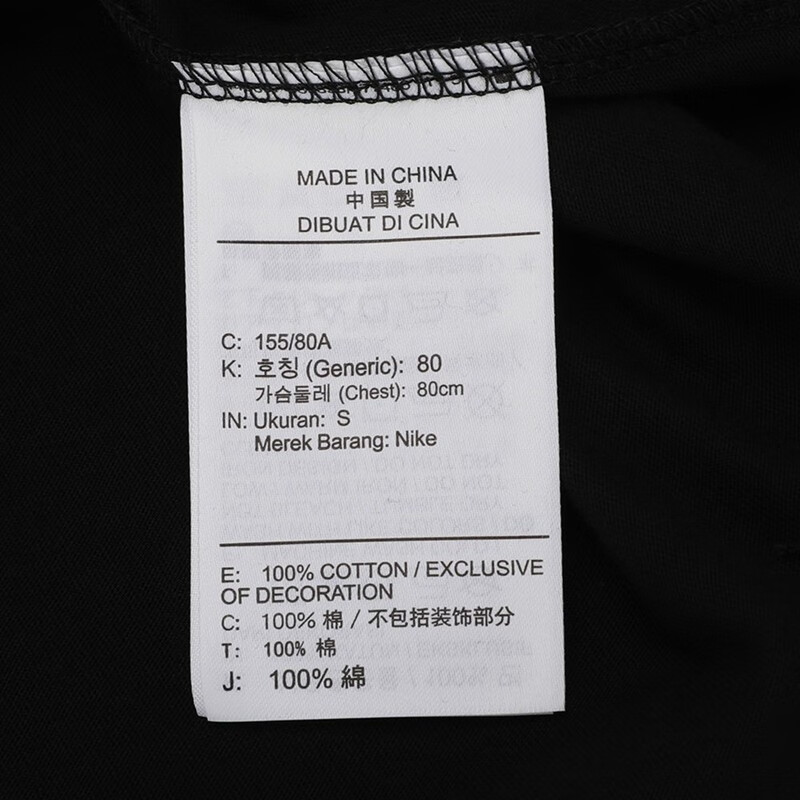 MADE IN CHINA
中国製
DIBUAT DI CINA
C: 155/80A
K: 호칭 (Generic): 80
가슴둘레 (Chest): 80cm
IN: Ukuran: S
Merek Barang: Nike
E: 100% COTTON / EXCLUSIVE
OF DECORATION
C: 100% 棉 / 不包括装饰部分
T: 100% 棉
J: 100% 綿